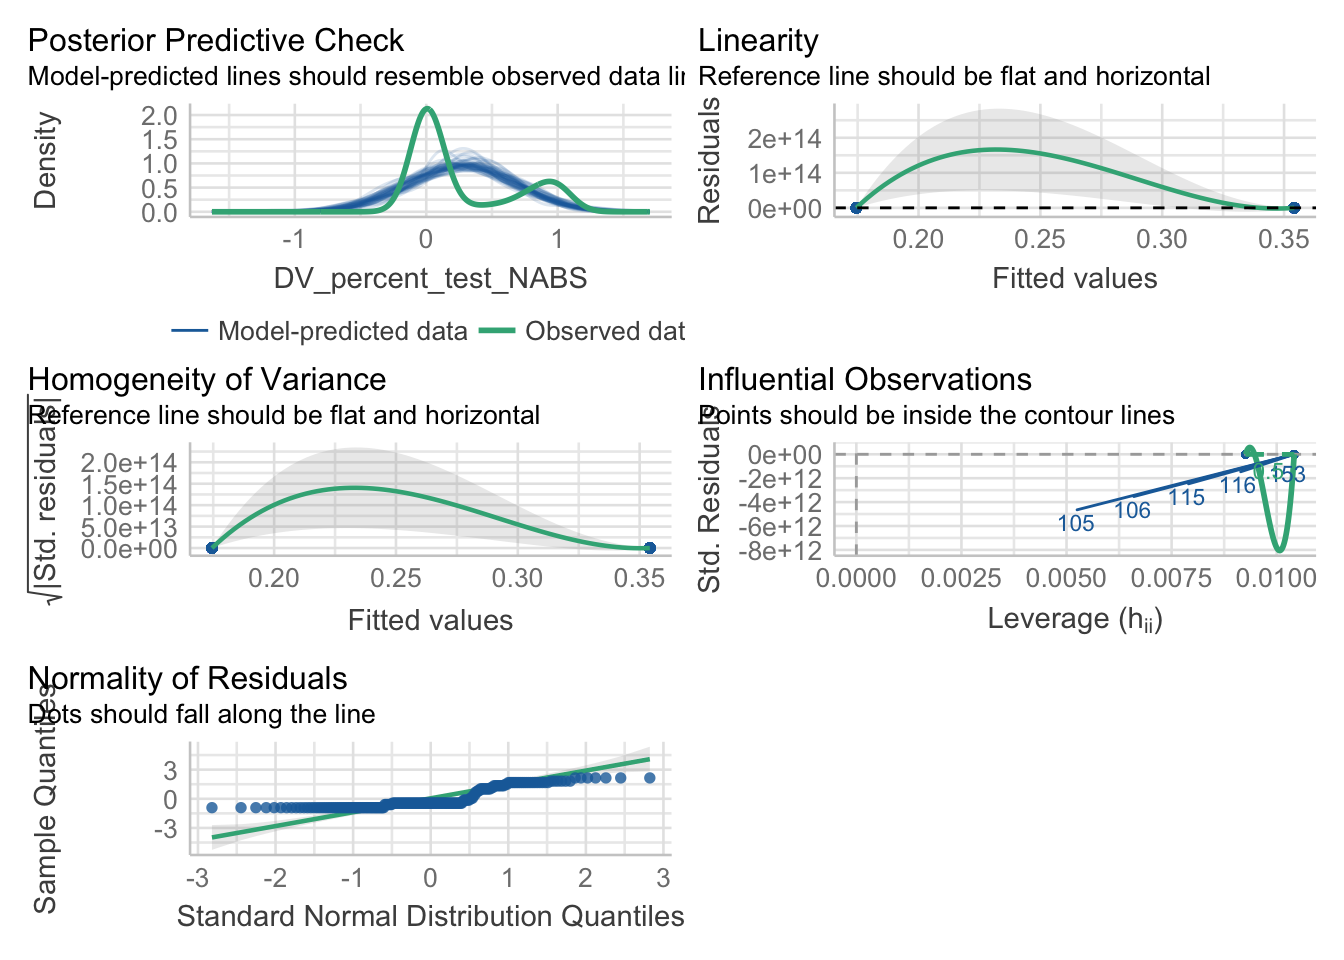 Posterior Predictive Check
Model-predicted lines should resemble observed data lin
Density
2.0
1.5
1.0
0.5
0.0
-1 0 1
DV_percent_test_NABS
Model-predicted data Observed dat
Linearity
Reference line should be flat and horizontal
Residuals
2e+14
1e+14
0e+00
0.20 0.25 0.30 0.35
Fitted values
Homogeneity of Variance
Reference line should be flat and horizontal
√|Std. residuals|
2.0e+14
1.5e+14
1.0e+14
5.0e+13
0.0e+00
0.20 0.25 0.30 0.35
Fitted values
Influential Observations
Points should be inside the contour lines
Std. Residuals
0e+00
-2e+12
-4e+12
-6e+12
-8e+12
105 106 115 116 153
0.0000 0.0025 0.0050 0.0075 0.0100
Leverage (hii)
Normality of Residuals
Dots should fall along the line
Sample Quantiles
3
0
-3
-3 -2 -1 0 1 2 3
Standard Normal Distribution Quantiles